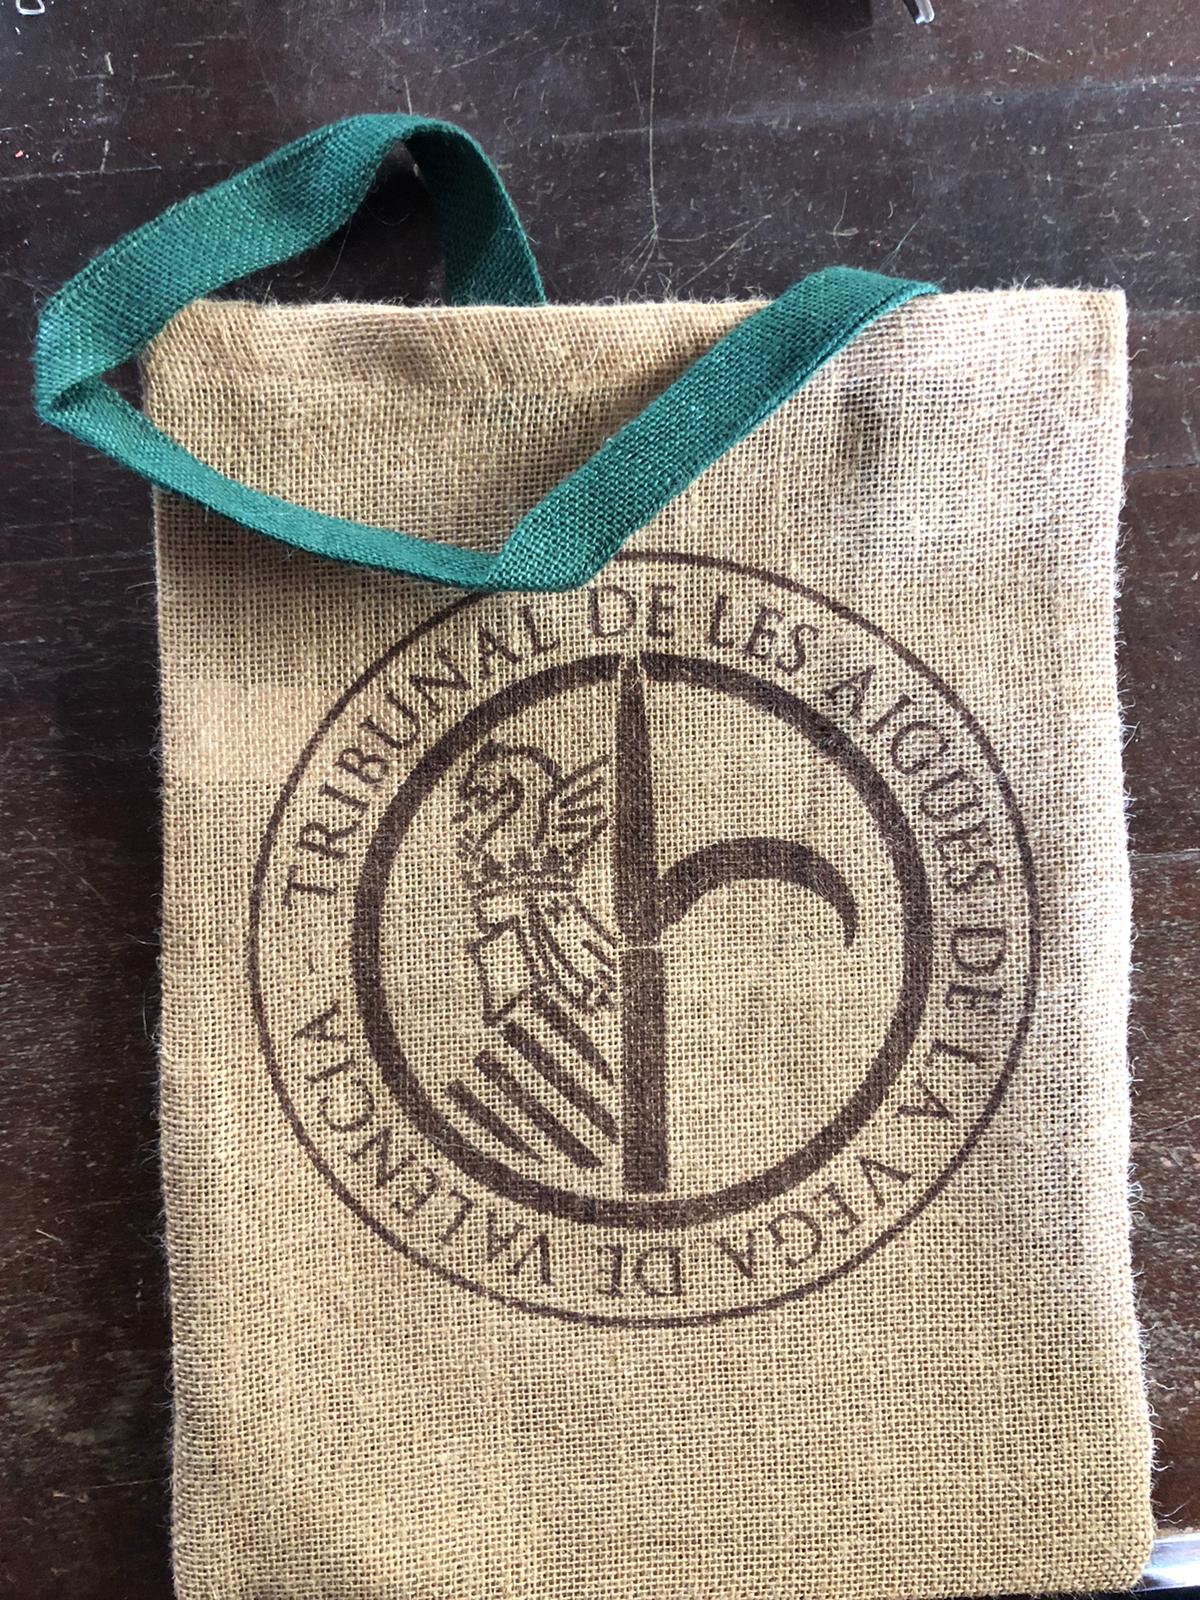 TRIBUNAL DE LES AIGUES DE LA VEGA DE VALENCIA -